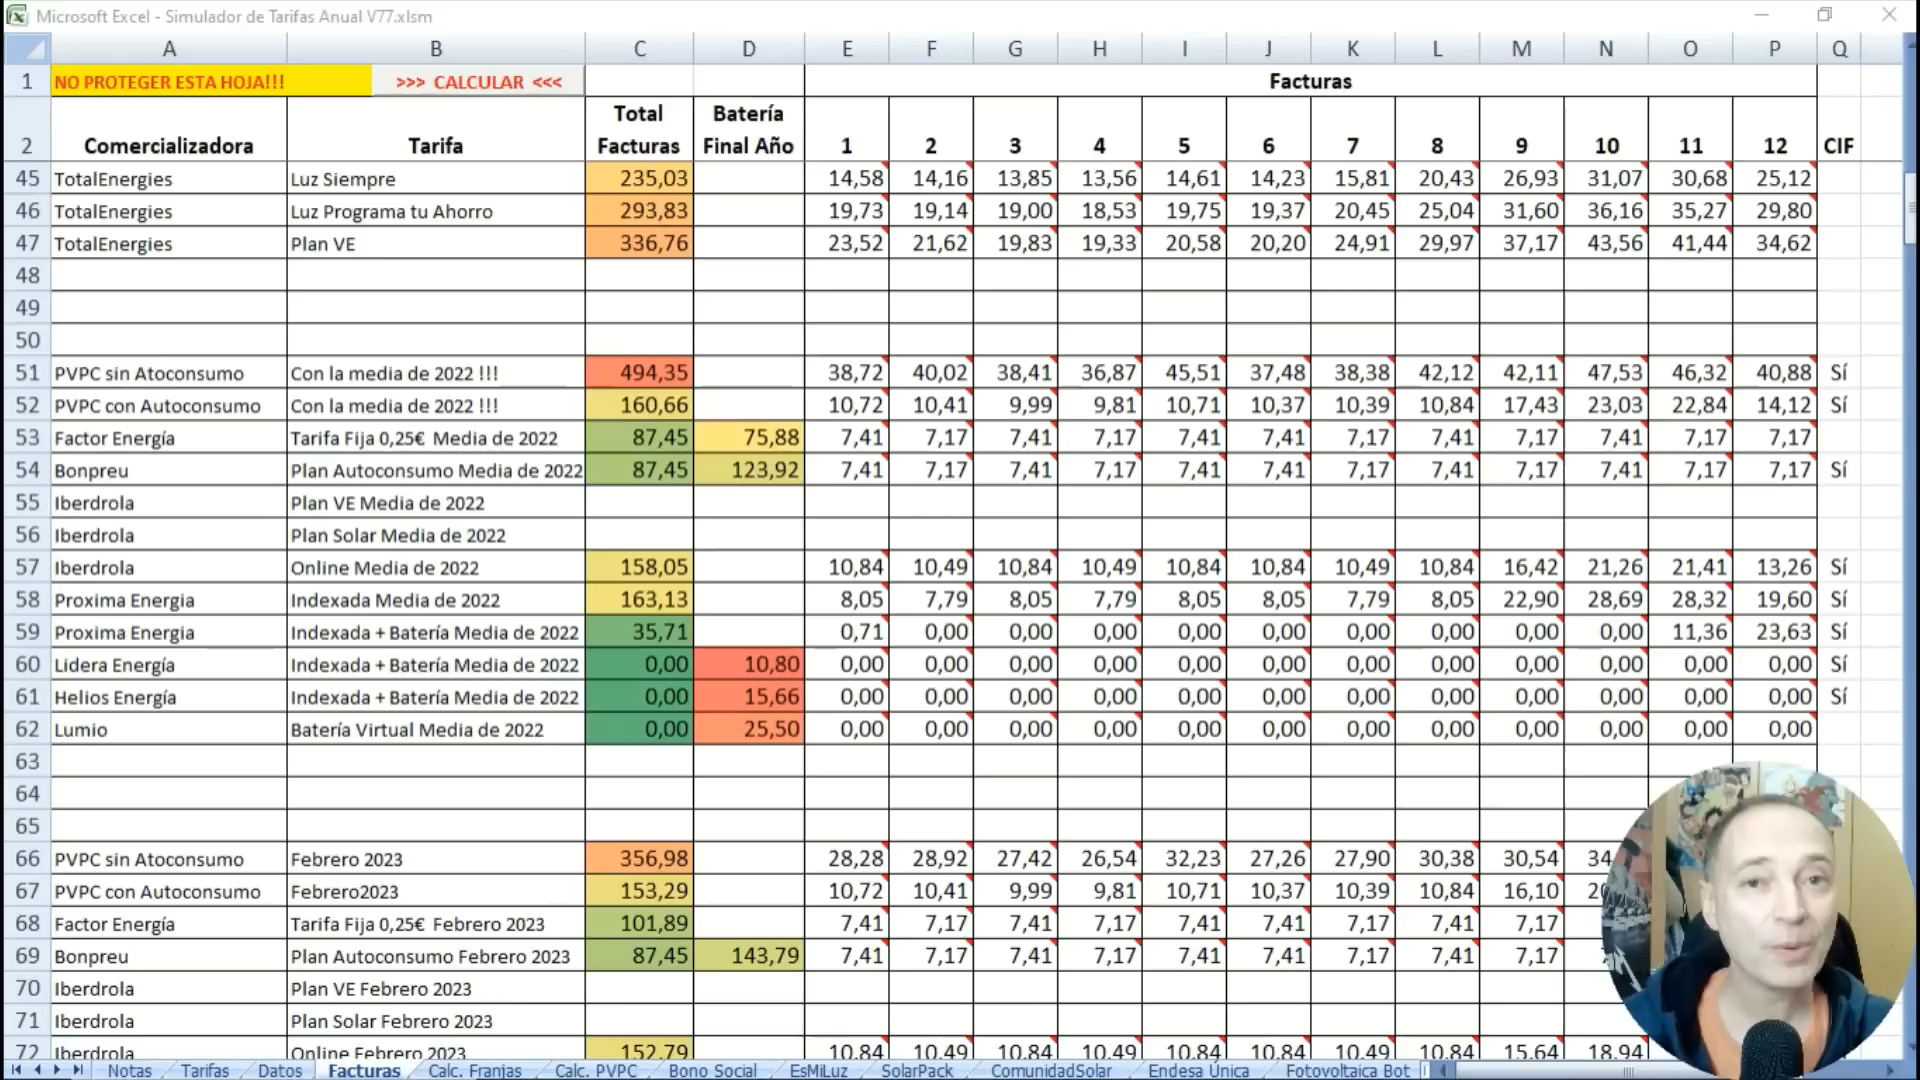 Microsoft Excel - Simulador de Tarifas Anual V77.xlsm
A B C D E F G H I J K L M N O P Q
1 NO PROTEGER ESTA HOJA!!! >>> CALCULAR <<< Facturas
2 Comercializadora Tarifa Total Facturas Batería Final Año 1 2 3 4 5 6 7 8 9 10 11 12 CIF
45 TotalEnergies Luz Siempre 235,03 14,58 14,16 13,85 13,56 14,61 14,23 15,81 20,43 26,93 31,07 30,68 25,12
46 TotalEnergies Luz Programa tu Ahorro 293,83 19,73 19,14 19,00 18,53 19,75 19,37 20,45 25,04 31,60 36,16 35,27 29,80
47 TotalEnergies Plan VE 336,76 23,52 21,62 19,83 19,33 20,58 20,20 24,91 29,97 37,17 43,56 41,44 34,62
48
49
50
51 PVPC sin Atoconsumo Con la media de 2022 !!! 494,35 38,72 40,02 38,41 36,87 45,51 37,48 38,38 42,12 42,11 47,53 46,32 40,88 Sí
52 PVPC con Autoconsumo Con la media de 2022 !!! 160,66 10,72 10,41 9,99 9,81 10,71 10,37 10,39 10,84 17,43 23,03 22,84 14,12 Sí
53 Factor Energía Tarifa Fija 0,25€ Media de 2022 87,45 75,88 7,41 7,17 7,41 7,17 7,41 7,41 7,17 7,41 7,17 7,41 7,17 7,17
54 Bonpreu Plan Autoconsumo Media de 2022 87,45 123,92 7,41 7,17 7,41 7,17 7,41 7,41 7,17 7,41 7,17 7,41 7,17 7,17 Sí
55 Iberdrola Plan VE Media de 2022
56 Iberdrola Plan Solar Media de 2022
57 Iberdrola Online Media de 2022 158,05 10,84 10,49 10,84 10,49 10,84 10,84 10,49 10,84 16,42 21,26 21,41 13,26 Sí
58 Proxima Energia Indexada Media de 2022 163,13 8,05 7,79 8,05 7,79 8,05 8,05 7,79 8,05 22,90 28,69 28,32 19,60 Sí
59 Proxima Energia Indexada + Batería Media de 2022 35,71 0,71 0,00 0,00 0,00 0,00 0,00 0,00 0,00 0,00 0,00 11,36 23,63 Sí
60 Lidera Energía Indexada + Batería Media de 2022 0,00 10,80 0,00 0,00 0,00 0,00 0,00 0,00 0,00 0,00 0,00 0,00 0,00 0,00 Sí
61 Helios Energía Indexada + Batería Media de 2022 0,00 15,66 0,00 0,00 0,00 0,00 0,00 0,00 0,00 0,00 0,00 0,00 0,00 0,00 Sí
62 Lumio Batería Virtual Media de 2022 0,00 25,50 0,00 0,00 0,00 0,00 0,00 0,00 0,00 0,00 0,00 0,00 0,00 0,00
63
64
65
66 PVPC sin Atoconsumo Febrero 2023 356,98 28,28 28,92 27,42 26,54 32,23 27,26 27,90 30,38 30,54 34
67 PVPC con Autoconsumo Febrero2023 153,29 10,72 10,41 9,99 9,81 10,71 10,37 10,39 10,84 16,10
68 Factor Energía Tarifa Fija 0,25€ Febrero 2023 101,89 7,41 7,17 7,41 7,17 7,41 7,41 7,17 7,41 7,17
69 Bonpreu Plan Autoconsumo Febrero 2023 87,45 143,79 7,41 7,17 7,41 7,17 7,41 7,41 7,17 7,41 7,17
70 Iberdrola Plan VE Febrero 2023
71 Iberdrola Plan Solar Febrero 2023
72 Iberdrola Online Febrero 2023 152,79 10,84 10,49 10,84 10,49 10,84 10,84 10,49 10,84 15,64 18,94
Notas Tarifas Datos Facturas Calc. Franjas Calc. PVPC Bono Social EsMiLuz SolarPack ComunidadSolar Endesa Única Fotovoltaica Bot